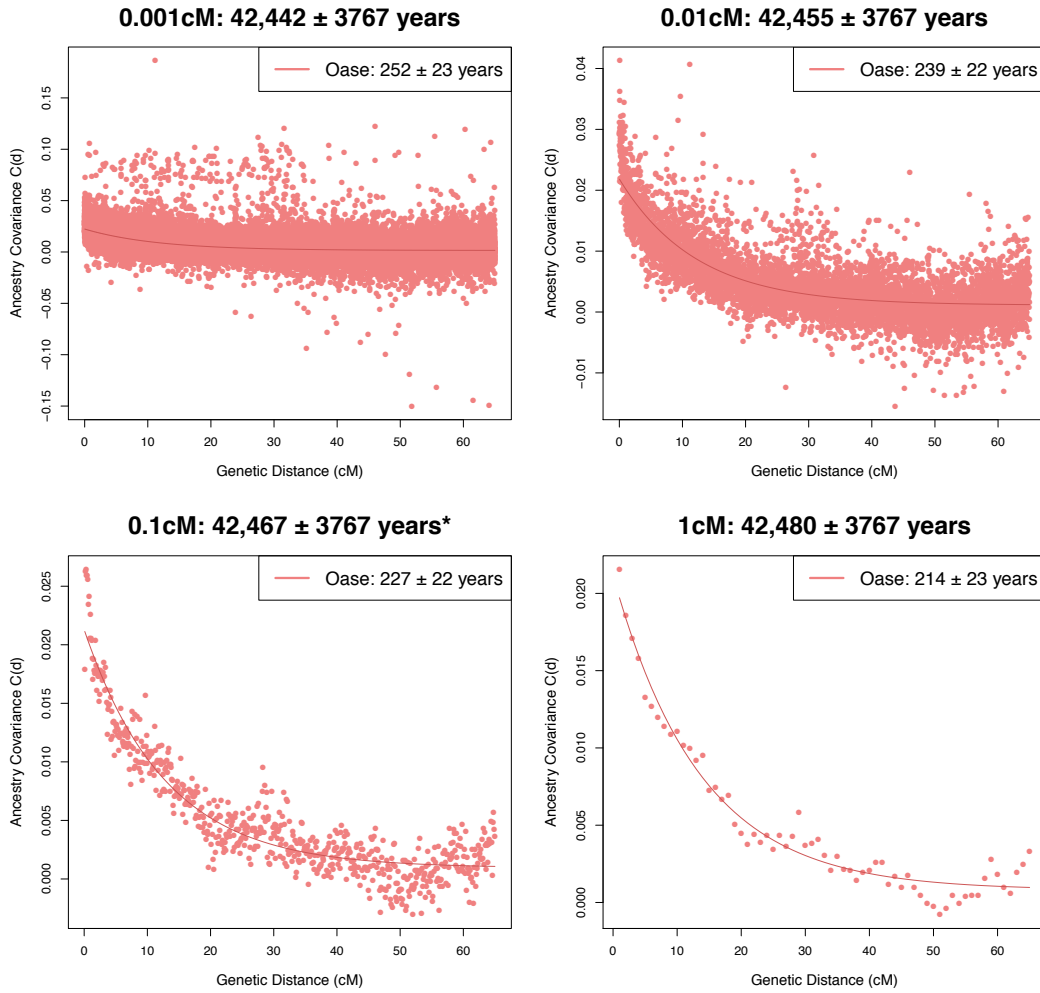 0.001cM: 42,442 ± 3767 years
Oase: 252 ± 23 years
Ancestry Covariance C(d)
0.15
0.10
0.05
0.00
−0.05
−0.10
−0.15
0 10 20 30 40 50 60
Genetic Distance (cM)
0.01cM: 42,455 ± 3767 years
Oase: 239 ± 22 years
Ancestry Covariance C(d)
0.04
0.03
0.02
0.01
0.00
−0.01
0 10 20 30 40 50 60
Genetic Distance (cM)
0.1cM: 42,467 ± 3767 years*
Oase: 227 ± 22 years
Ancestry Covariance C(d)
0.025
0.020
0.015
0.010
0.005
0.000
0 10 20 30 40 50 60
Genetic Distance (cM)
1cM: 42,480 ± 3767 years
Oase: 214 ± 23 years
Ancestry Covariance C(d)
0.020
0.015
0.010
0.005
0.000
0 10 20 30 40 50 60
Genetic Distance (cM)